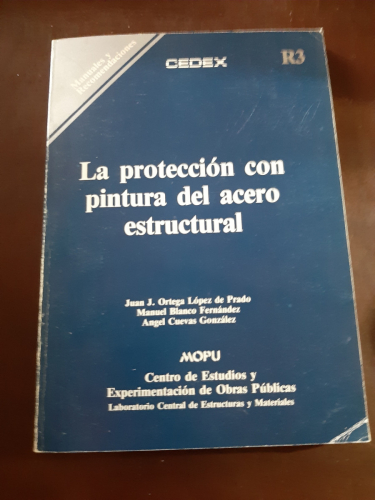 Manuales y
Recomendaciones
CEDEX
R3
La protección con
pintura del acero
estructural
Juan J. Ortega López de Prado
Manuel Blanco Fernández
Angel Cuevas González
MOPU
Centro de Estudios y
Experimentación de Obras Públicas
Laboratorio Central de Estructuras y Materiales